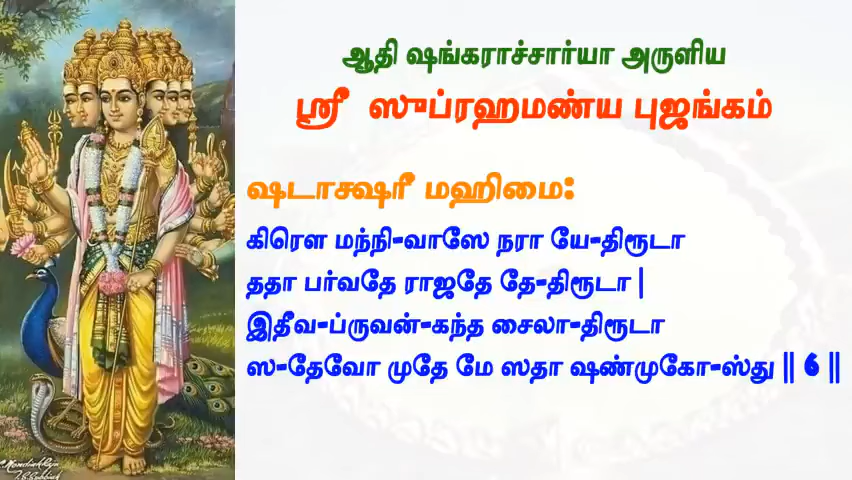 ஆதி ஷங்கராச்சார்யா அருளிய
ஸ்ரீ ஸுப்ரஹமண்ய புஜங்கம்
ஷடாக்ஷரீ மஹிமை:
கிரௌ மந்நி-வாஸே நரா யே-திரூடா
ததா பர்வதே ராஜதே தே-திரூடா |
இதீவ-ப்ருவன்-கந்த சைலா-திரூடா
ஸ-தேவோ முதே மே ஸதா ஷண்முகோ-ஸ்து || 6 ||